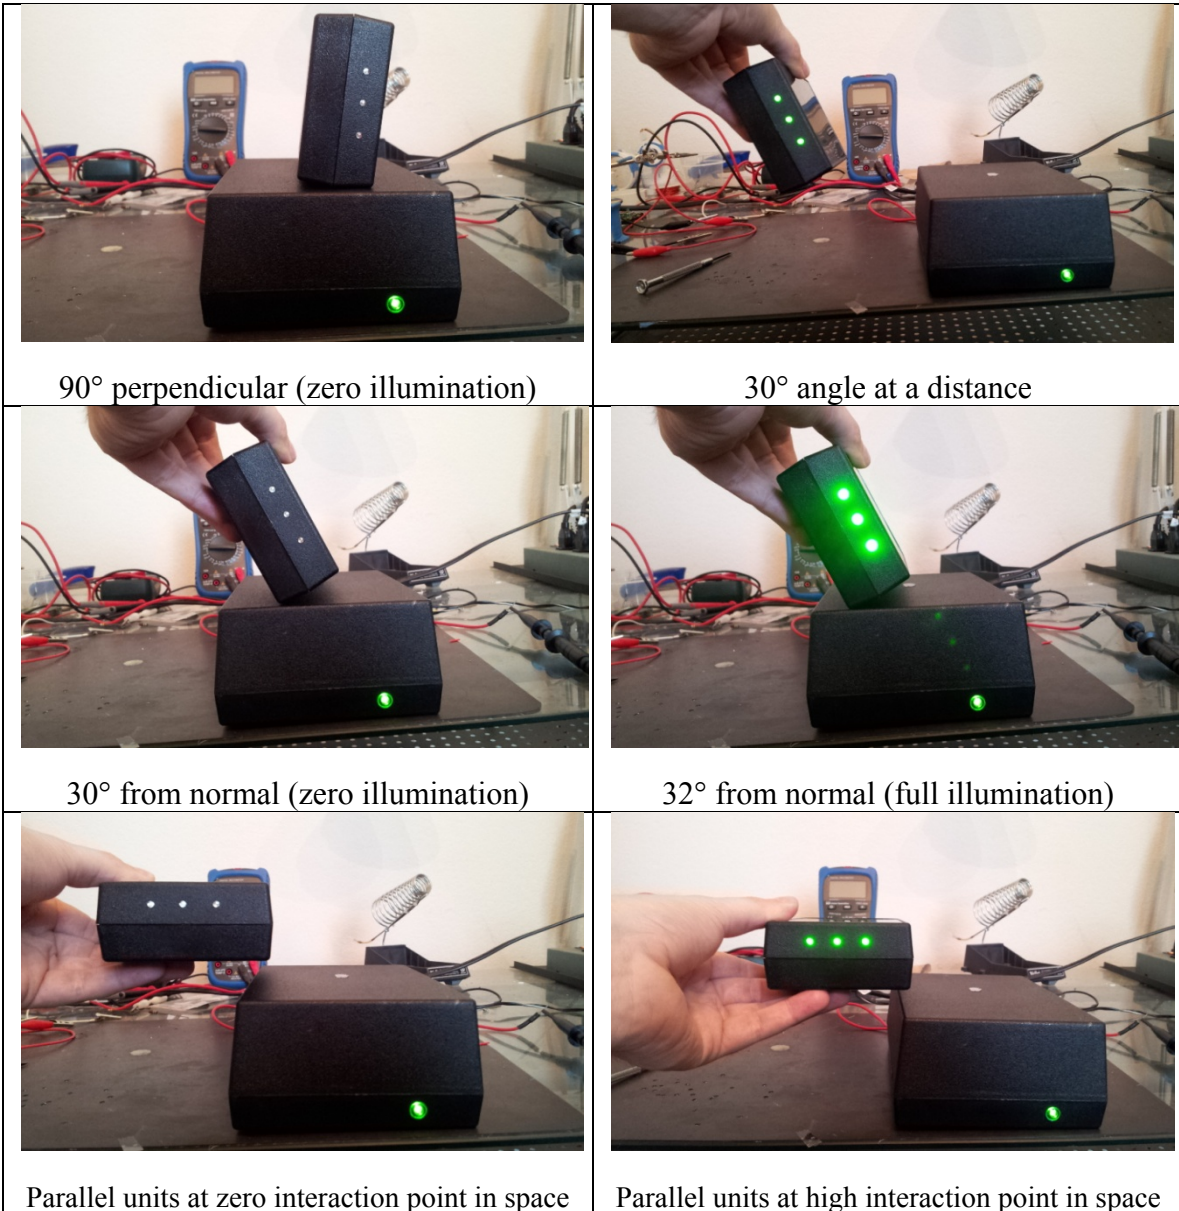 90° perpendicular (zero illumination)
30° angle at a distance
30° from normal (zero illumination)
32° from normal (full illumination)
Parallel units at zero interaction point in space
Parallel units at high interaction point in space